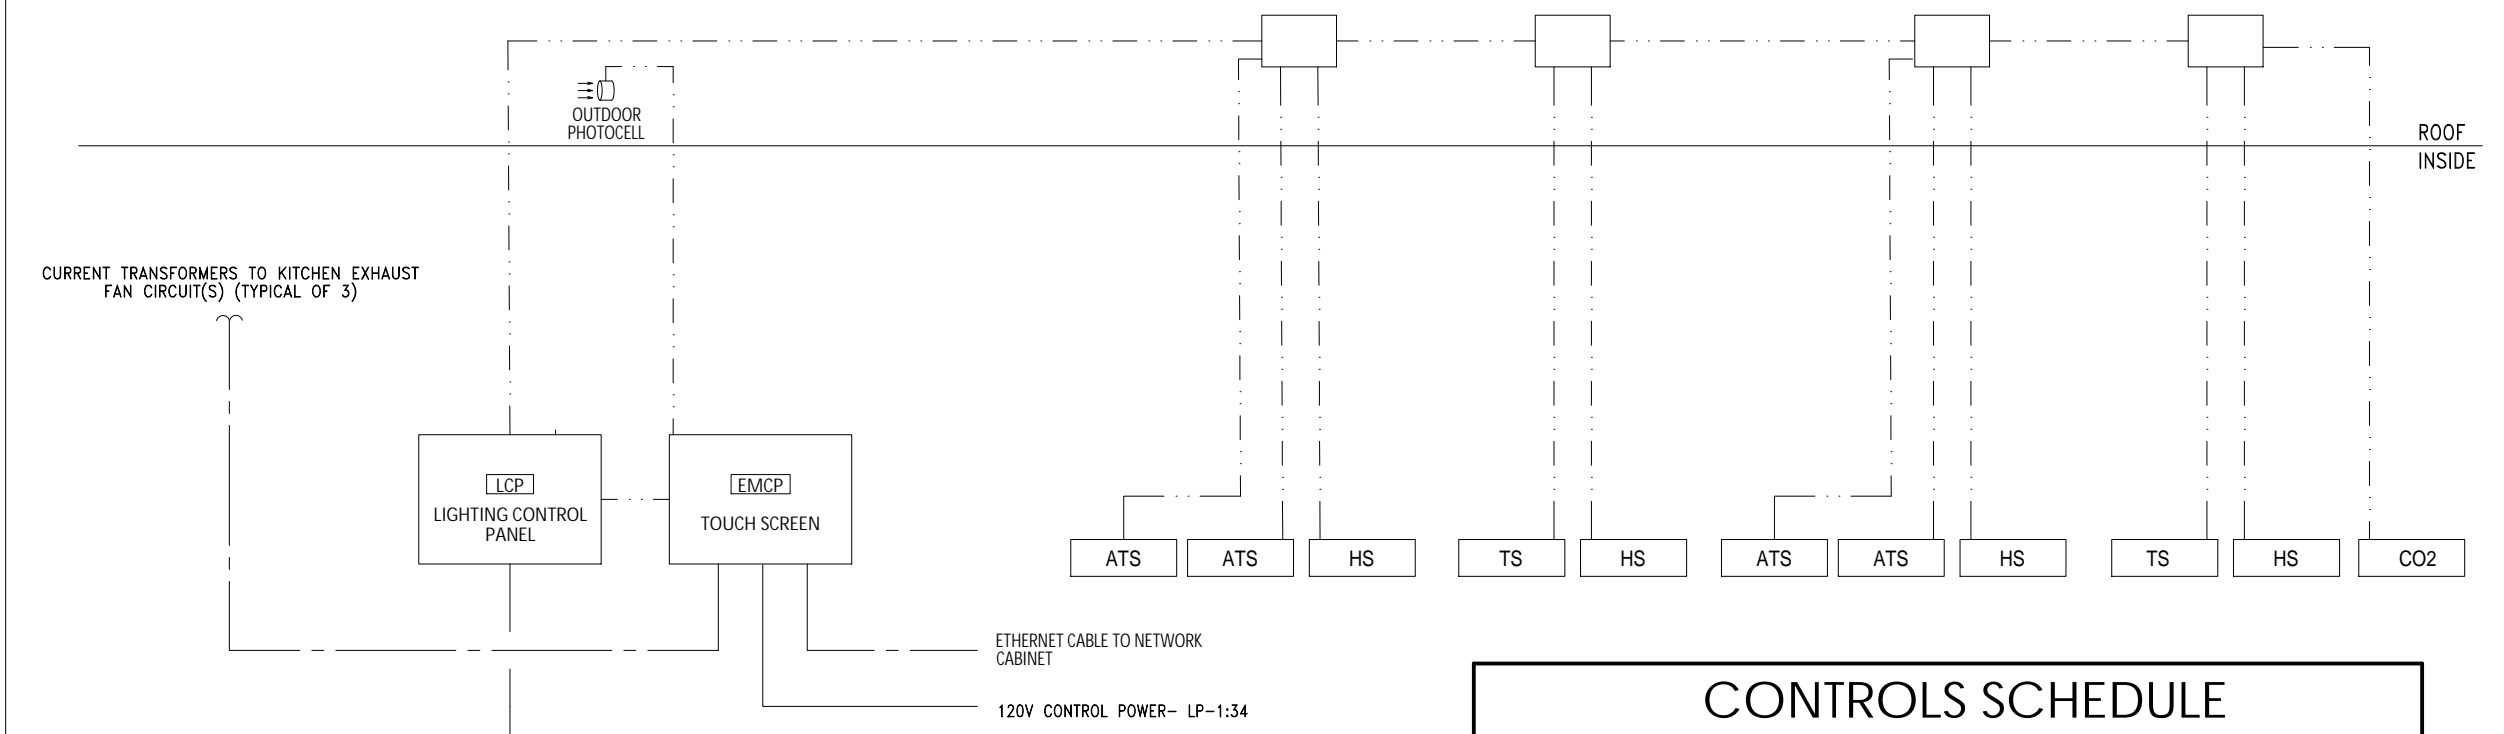 OUTDOOR
PHOTOCELL
ROOF
INSIDE
CURRENT TRANSFORMERS TO KITCHEN EXHAUST
FAN CIRCUIT(S) (TYPICAL OF 3)
LCP
LIGHTING CONTROL
PANEL
EMCP
TOUCH SCREEN
ATS
ATS
HS
TS
HS
ATS
ATS
HS
TS
HS
CO2
ETHERNET CABLE TO NETWORK
CABINET
120V CONTROL POWER- LP-1:34
CONTROLS SCHEDULE